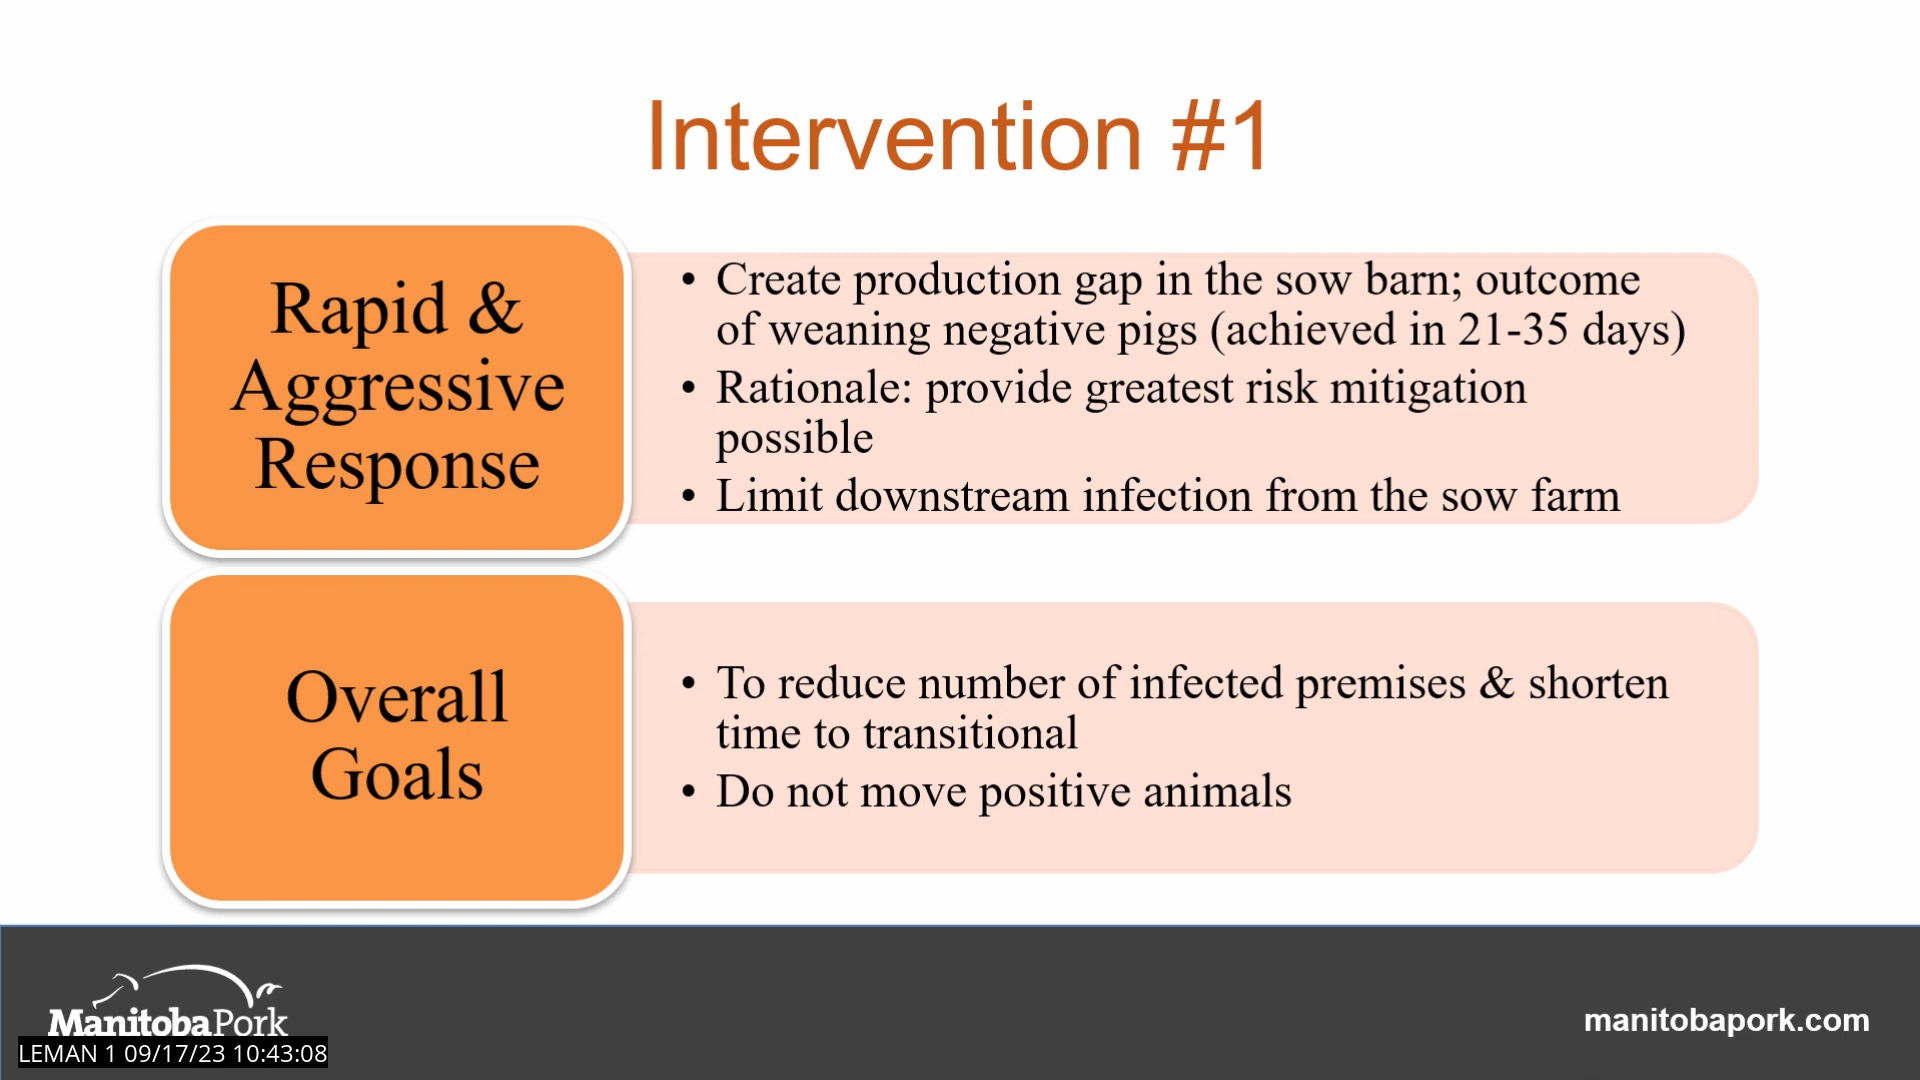 Intervention #1
Rapid &
Aggressive
Response
• Create production gap in the sow barn; outcome
of weaning negative pigs (achieved in 21-35 days)
• Rationale: provide greatest risk mitigation
possible
• Limit downstream infection from the sow farm
Overall
Goals
• To reduce number of infected premises & shorten
time to transitional
• Do not move positive animals
ManitobaPork
manitobapork.com
LEMAN 1 09/17/23 10:43:08